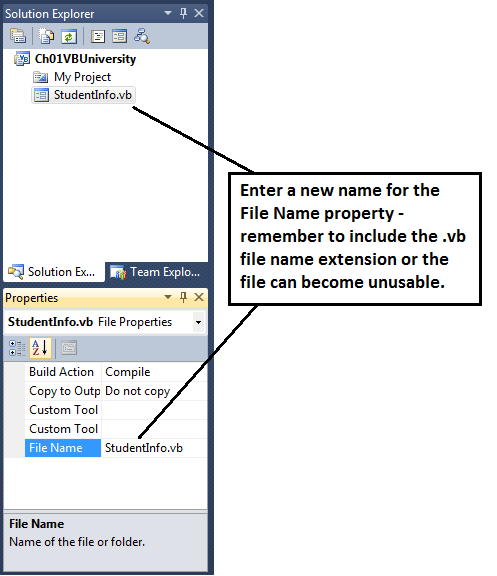 Solution Explorer
Ch01VBUniversity
My Project
StudentInfo.vb
Enter a new name for the
File Name property -
remember to include the .vb
file name extension or the
file can become unusable.
Solution Ex...
Team Explo...
Properties
StudentInfo.vb File Properties
Build Action Compile
Copy to Outp Do not copy
Custom Tool
Custom Tool
File Name StudentInfo.vb
File Name
Name of the file or folder.